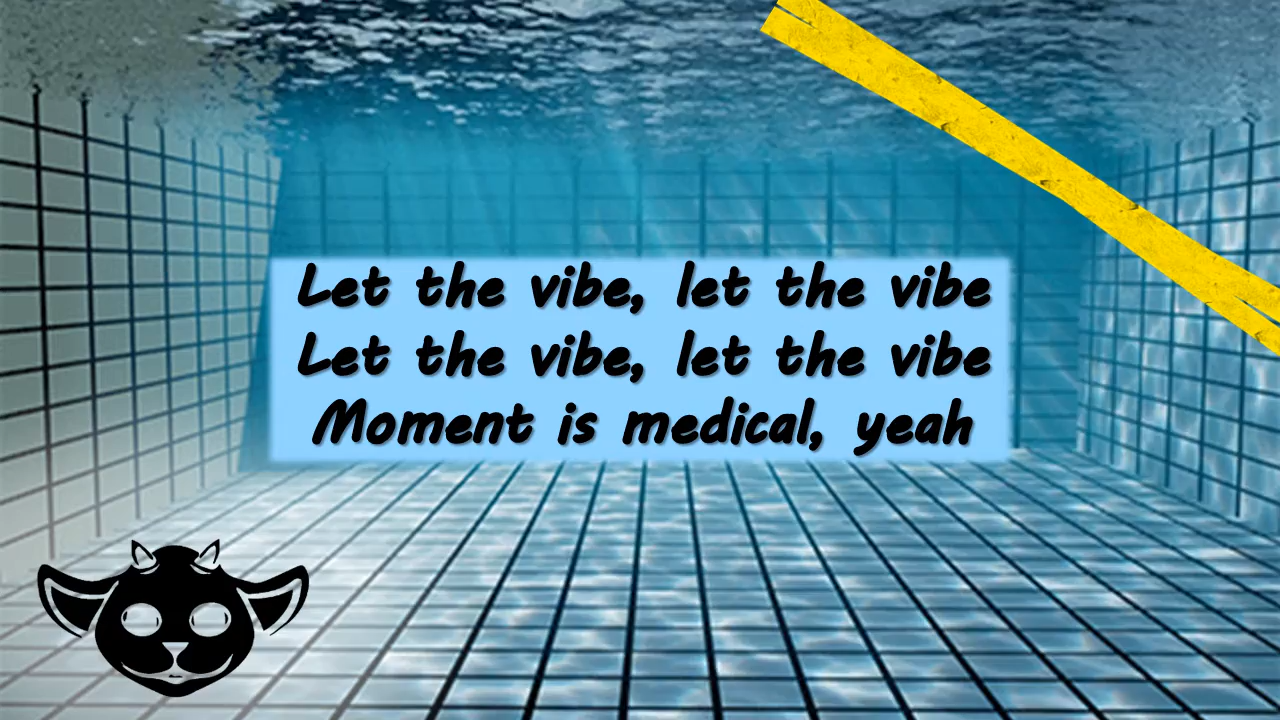 Let the vibe, let the vibe
Let the vibe, let the vibe
Moment is medical, yeah